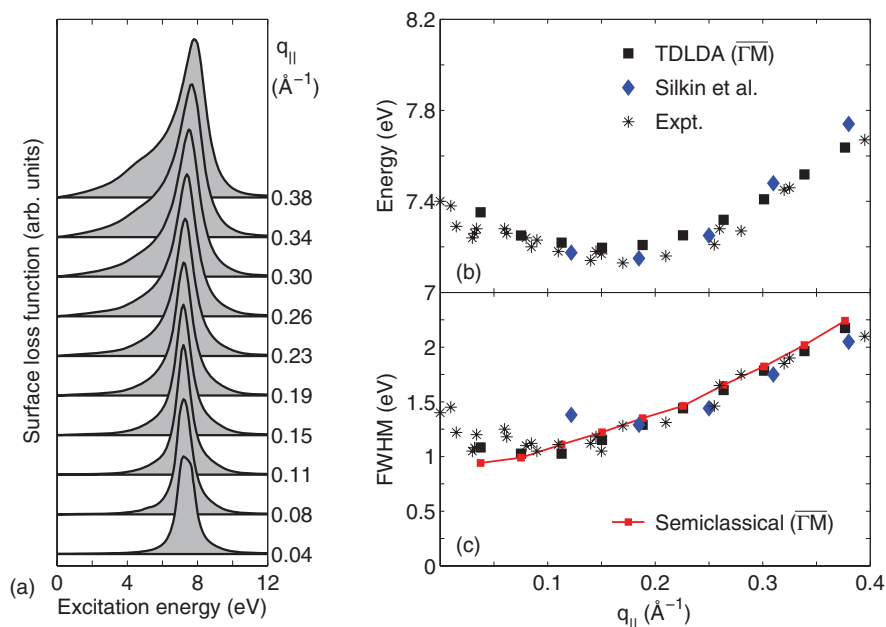 q||
(Å⁻¹)
0.38
0.34
0.30
0.26
0.23
0.19
0.15
0.11
0.08
0.04
Surface loss function (arb. units)
0 4 8 12
(a) Excitation energy (eV)
8.2
7.8
7.4
7
Energy (eV)
TDLDA (ΓM)
Silkin et al.
Expt.
(b)
2
1.5
1
0.5
0
FWHM (eV)
(c)
Semiclassical (ΓM)
0.1 0.2 0.3 0.4
q|| (Å⁻¹)